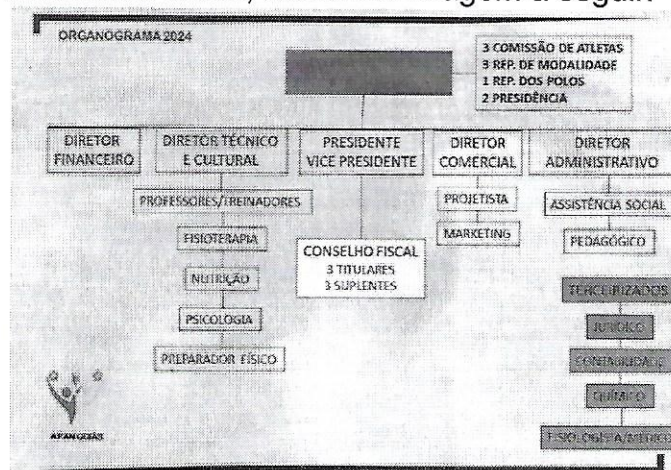 ORGANOGRAMA 2024
3 COMISSÃO DE ATLETAS
3 REP. DE MODALIDADE
1 REP. DOS POLOS
2 PRESIDÊNCIA
DIRETOR
FINANCEIRO
DIRETOR TÉCNICO
E CULTURAL
PRESIDENTE
VICE PRESIDENTE
DIRETOR
COMERCIAL
DIRETOR
ADMINISTRATIVO
PROFESSORES/TREINADORES
FISIOTERAPIA
NUTRIÇÃO
PSICOLOGIA
PREPARADOR FÍSICO
CONSELHO FISCAL
3 TITULARES
3 SUPLENTES
PROJETISTA
MARKETING
ASSISTÊNCIA SOCIAL
PEDAGÓGICO
TERCEIRIZADOS
JURÍDICO
CONTABILIDADE
QUÍMICO